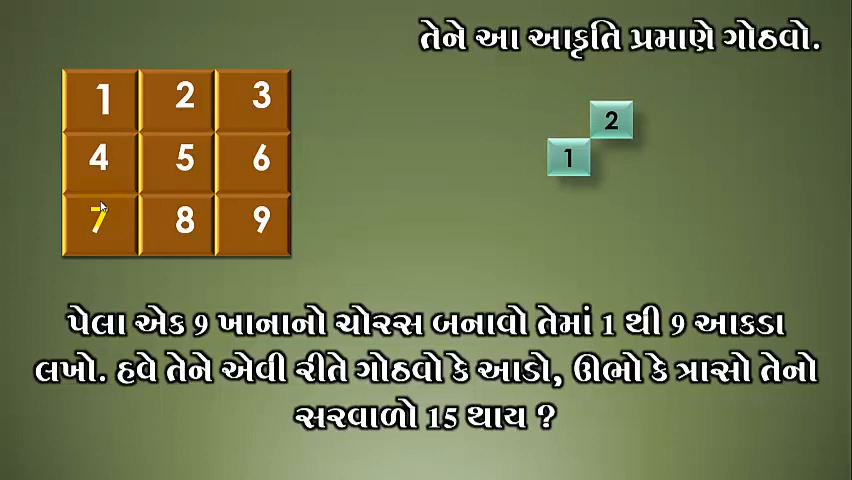 તેને આ આકૃતિ પ્રમાણે ગોઠવો.
1 2 3
4 5 6
7 8 9
2
1
પેલા એક 9 ખાનાનો ચોરસ બનાવો તેમાં 1 થી 9 આકડા
લખો. હવે તેને એવી રીતે ગોઠવો કે આડો, ઊભો કે ત્રાસો તેનો
સરવાળો 15 થાય ?